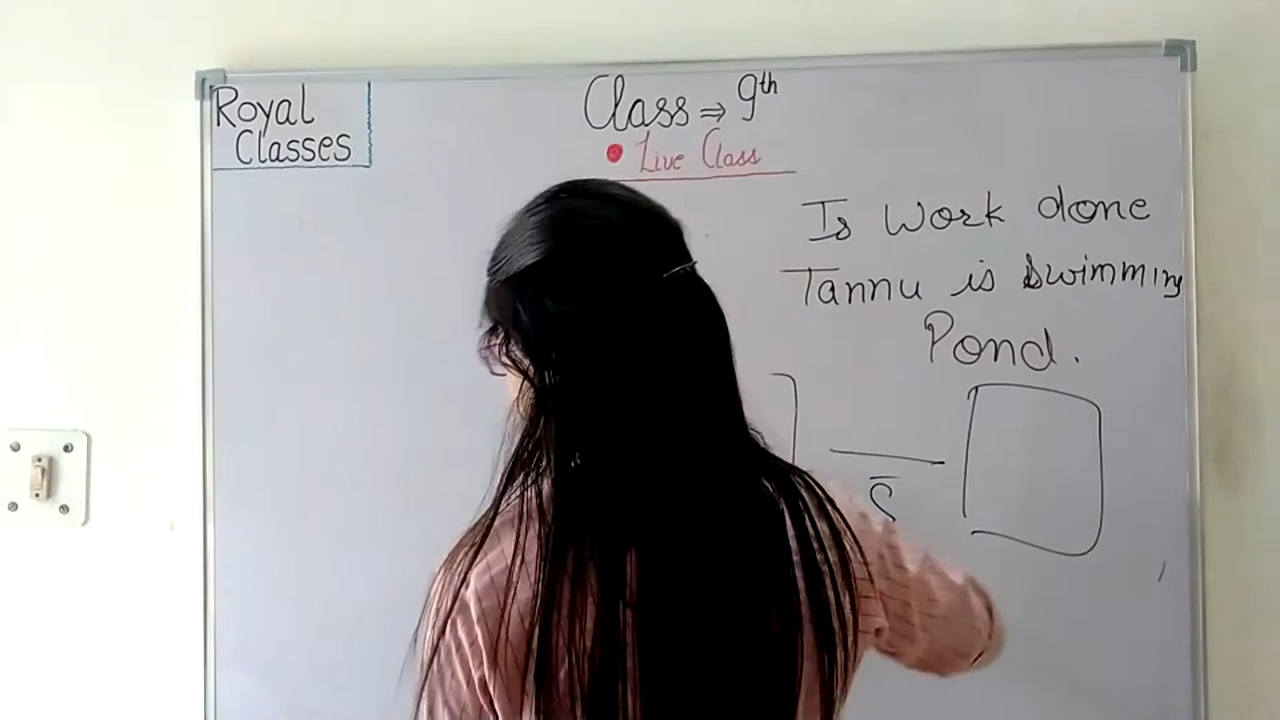 Royal
Classes
Class ⇒ 9th
Live Class
Is work done
Tannu is swimming
Pond.
S